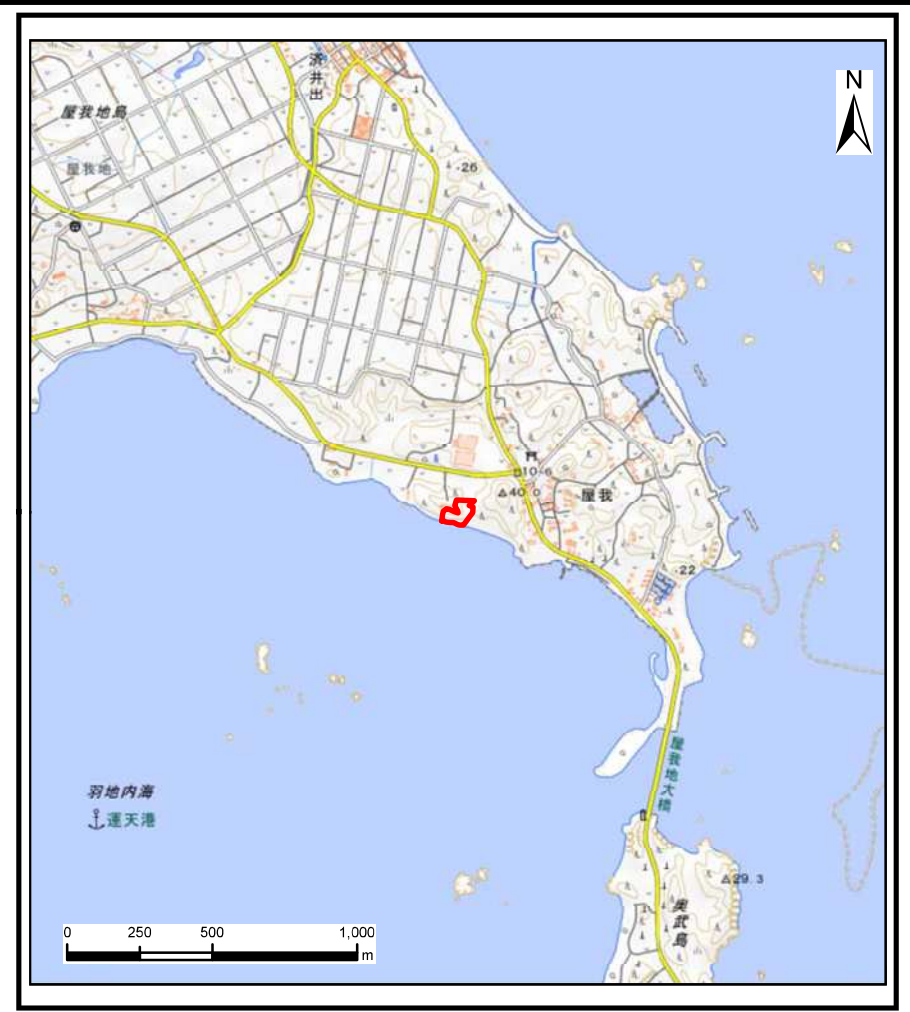 済井出
N
屋我地島
・26
屋我地
10.6
40.0
屋我
・22
屋我地大橋
羽地内海
運天港
29.3
奥武島
0 250 500 1,000
m